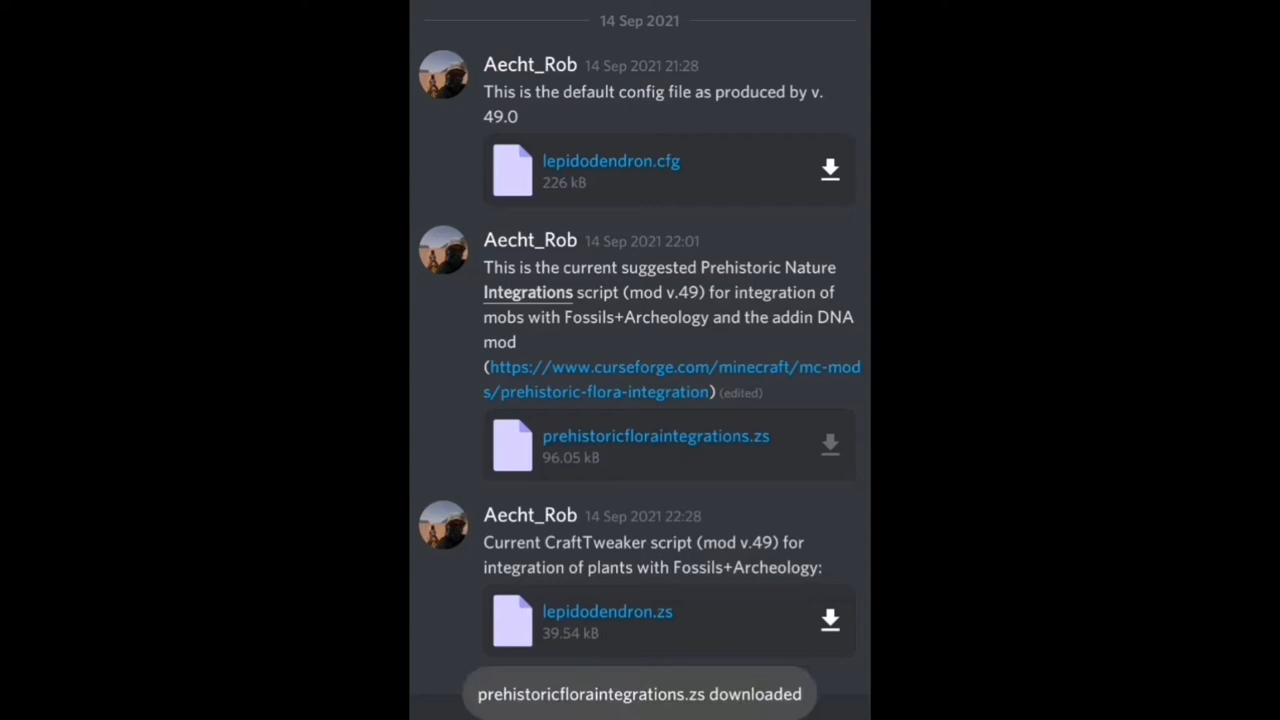 14 Sep 2021
Aecht_Rob 14 Sep 2021 21:28
This is the default config file as produced by v.
49.0
lepidodendron.cfg
226 kB
Aecht_Rob 14 Sep 2021 22:01
This is the current suggested Prehistoric Nature
Integrations script (mod v.49) for integration of
mobs with Fossils+Archeology and the addin DNA
mod
(https://www.curseforge.com/minecraft/mc-mod
s/prehistoric-flora-integration) (edited)
prehistoricfloraintegrations.zs
96.05 kB
Aecht_Rob 14 Sep 2021 22:28
Current CraftTweaker script (mod v.49) for
integration of plants with Fossils+Archeology:
lepidodendron.zs
39.54 kB
prehistoricfloraintegrations.zs downloaded